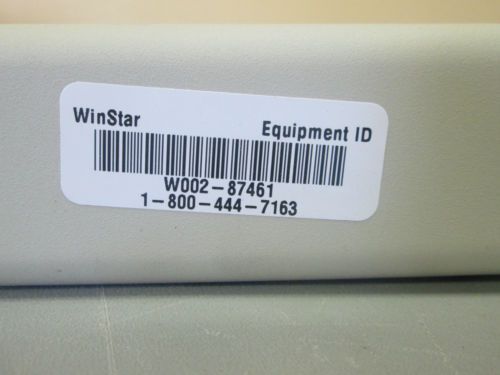 WinStar Equipment ID
W002-87461
1-800-444-7163